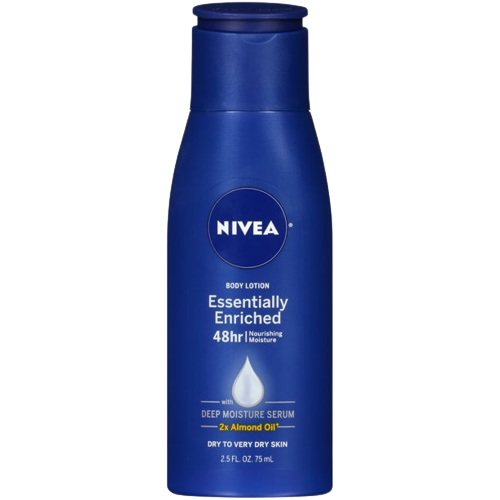 NIVEA®
BODY LOTION
Essentially
Enriched
48hr | Nourishing
Moisture
with
DEEP MOISTURE SERUM
2x Almond Oil†
DRY TO VERY DRY SKIN
2.5 FL. OZ. 75 mL